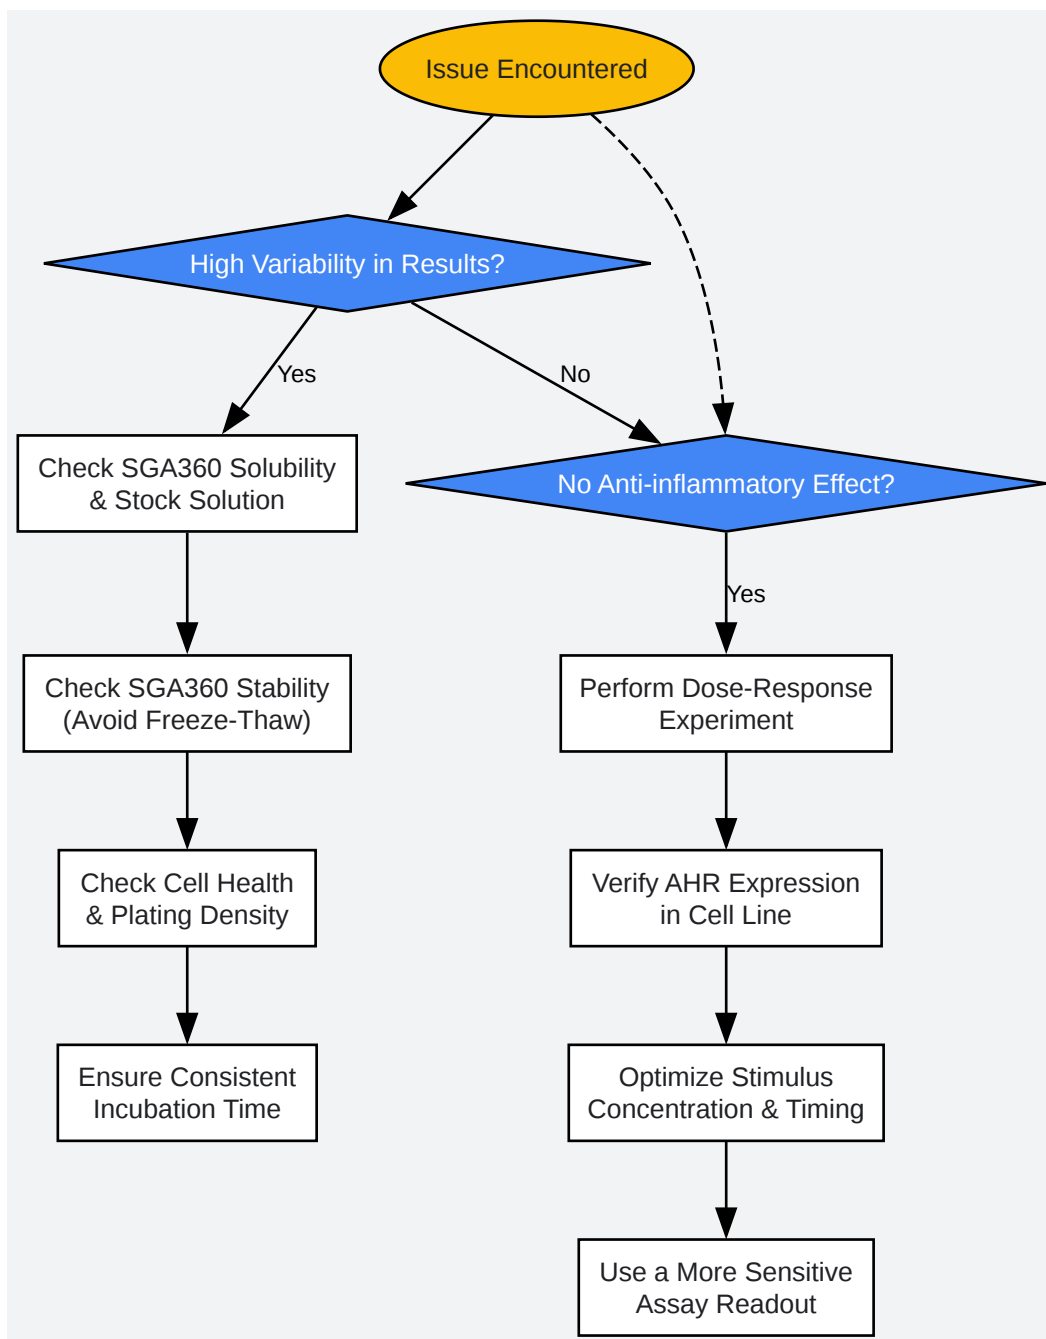 Issue Encountered
High Variability in Results?
Yes
No
Check SGA360 Solubility
& Stock Solution
No Anti-inflammatory Effect?
Yes
Check SGA360 Stability
(Avoid Freeze-Thaw)
Perform Dose-Response
Experiment
Check Cell Health
& Plating Density
Verify AHR Expression
in Cell Line
Ensure Consistent
Incubation Time
Optimize Stimulus
Concentration & Timing
Use a More Sensitive
Assay Readout